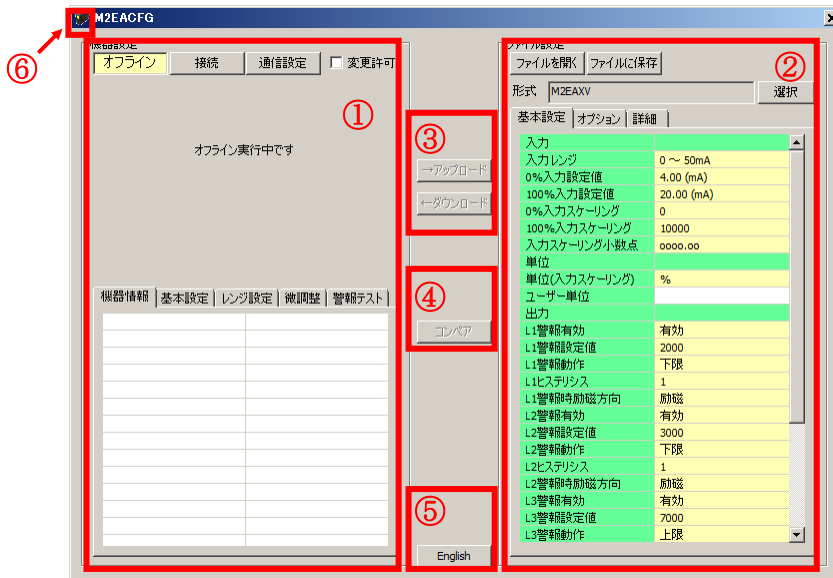 M2EACFG
⑥
機器設定
オフライン 接続 通信設定 変更許可
①
オフライン実行中です
機器情報 基本設定 レンジ設定 微調整 警報テスト
③
→アップロード
←ダウンロード
④
コンペア
⑤
English
ファイル設定
ファイルを開く ファイルに保存
②
形式 M2EAXV 選択
基本設定 オプション 詳細
入力
入力レンジ 0 ～ 50mA
0%入力設定値 4.00 (mA)
100%入力設定値 20.00 (mA)
0%入力スケーリング 0
100%入力スケーリング 10000
入力スケーリング小数点 oooo.oo
単位
単位(入力スケーリング) %
ユーザー単位
出力
L1警報有効 有効
L1警報設定値 2000
L1警報動作 下限
L1ヒステリシス 1
L1警報時励磁方向 励磁
L2警報有効 有効
L2警報設定値 3000
L2警報動作 下限
L2ヒステリシス 1
L2警報時励磁方向 励磁
L3警報有効 有効
L3警報設定値 7000
L3警報動作 上限